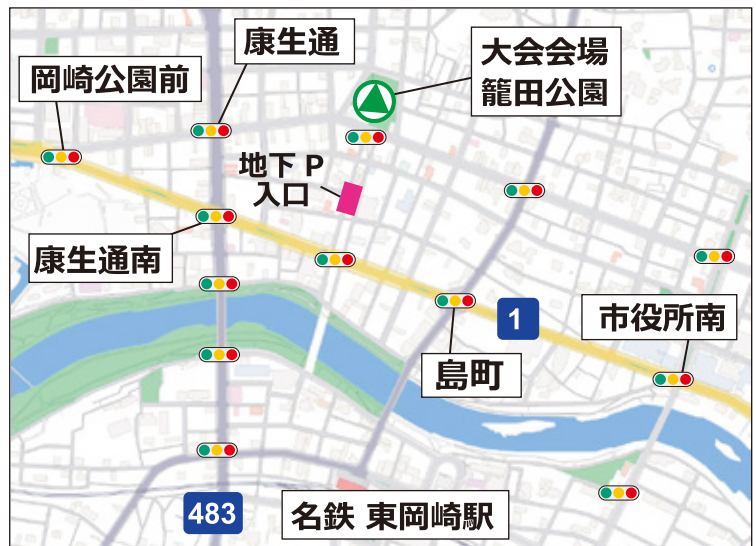 康生通
大会会場
籠田公園
岡崎公園前
地下 P
入口
康生通南
1
市役所南
島町
483
名鉄 東岡崎駅